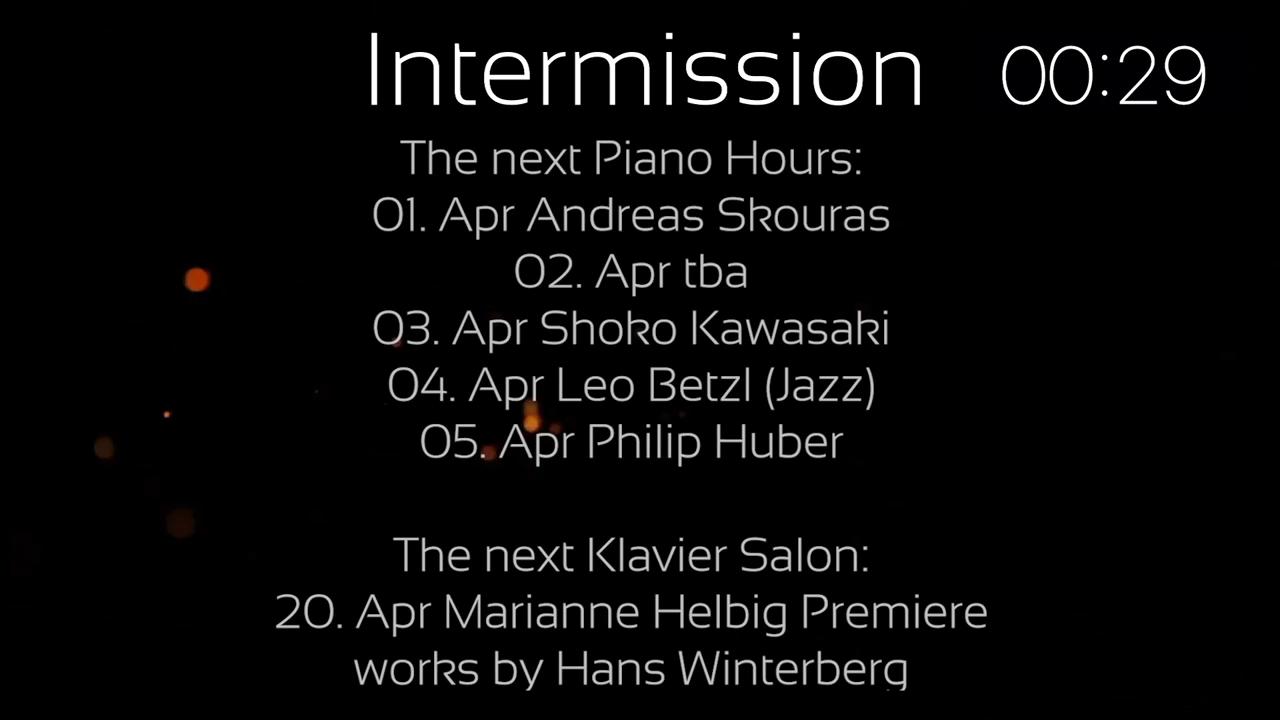 Intermission 00:29
The next Piano Hours:
01. Apr Andreas Skouras
02. Apr tba
03. Apr Shoko Kawasaki
04. Apr Leo Betzl (Jazz)
05. Apr Philip Huber
The next Klavier Salon:
20. Apr Marianne Helbig Premiere
works by Hans Winterberg